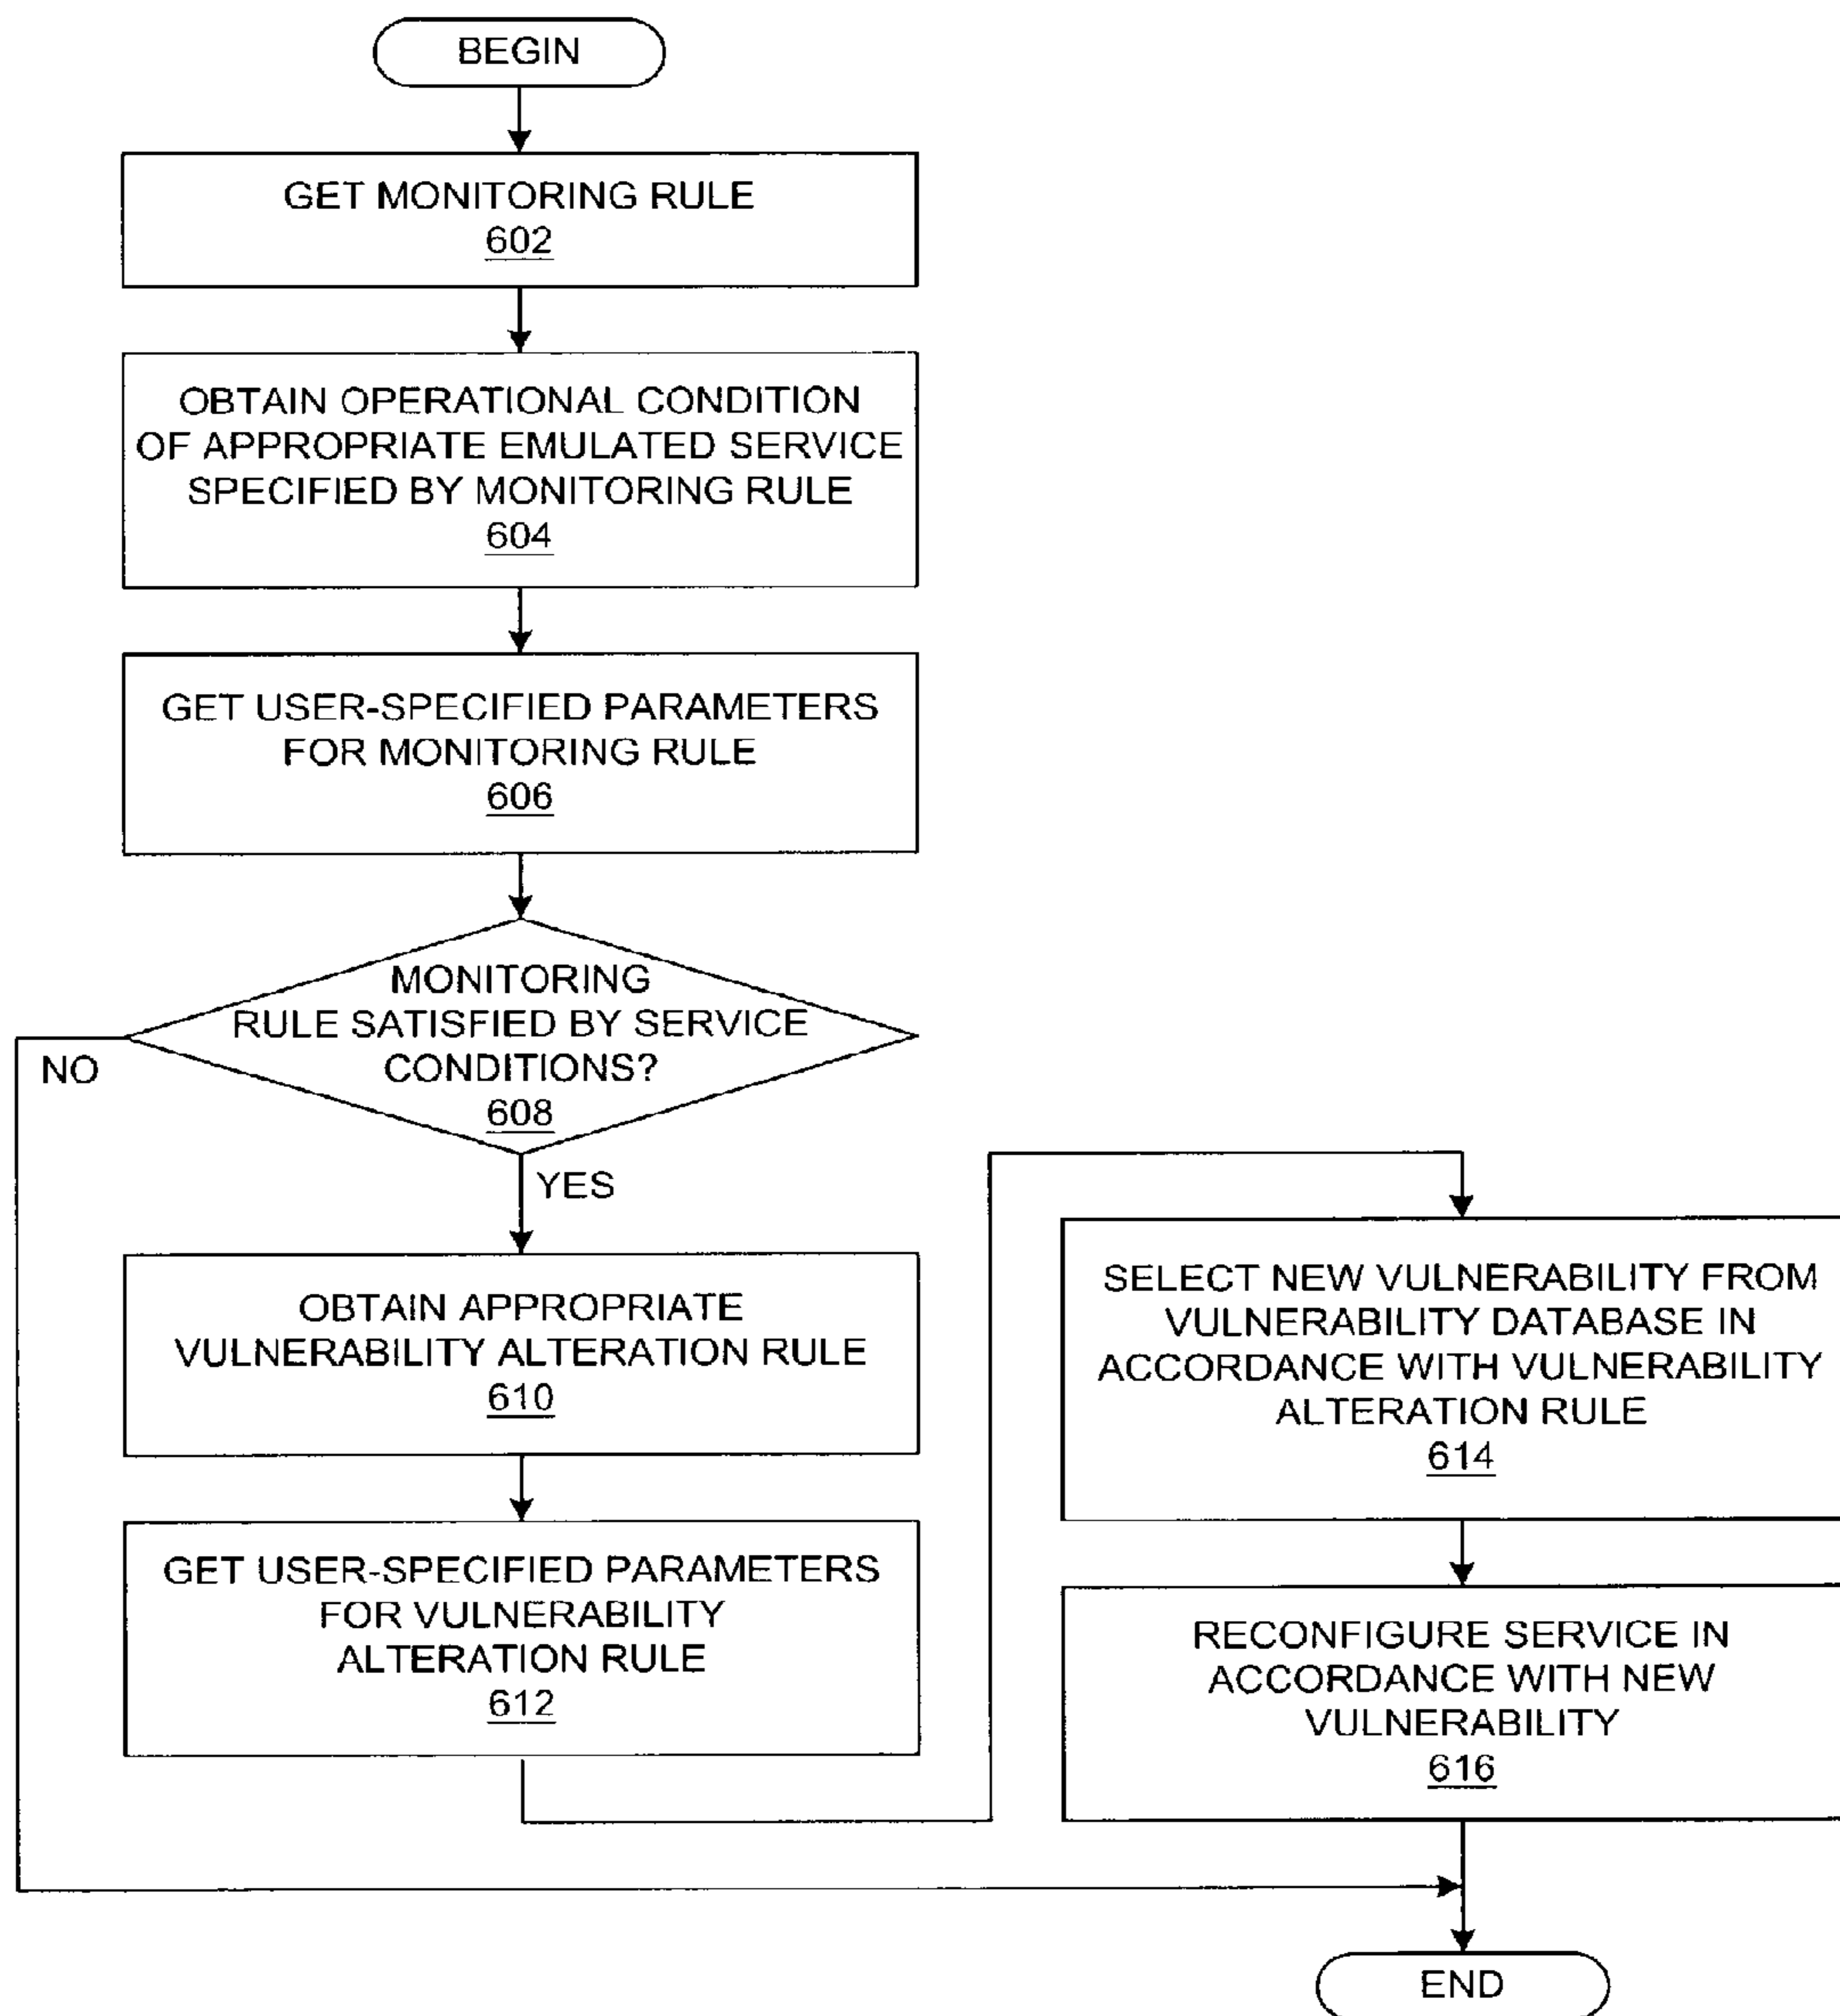 BEGIN
GET MONITORING RULE
602
OBTAIN OPERATIONAL CONDITION
OF APPROPRIATE EMULATED SERVICE
SPECIFIED BY MONITORING RULE
604
GET USER-SPECIFIED PARAMETERS
FOR MONITORING RULE
606
MONITORING
RULE SATISFIED BY SERVICE
CONDITIONS?
608
NO
YES
OBTAIN APPROPRIATE
VULNERABILITY ALTERATION RULE
610
GET USER-SPECIFIED PARAMETERS
FOR VULNERABILITY
ALTERATION RULE
612
SELECT NEW VULNERABILITY FROM
VULNERABILITY DATABASE IN
ACCORDANCE WITH VULNERABILITY
ALTERATION RULE
614
RECONFIGURE SERVICE IN
ACCORDANCE WITH NEW
VULNERABILITY
616
END